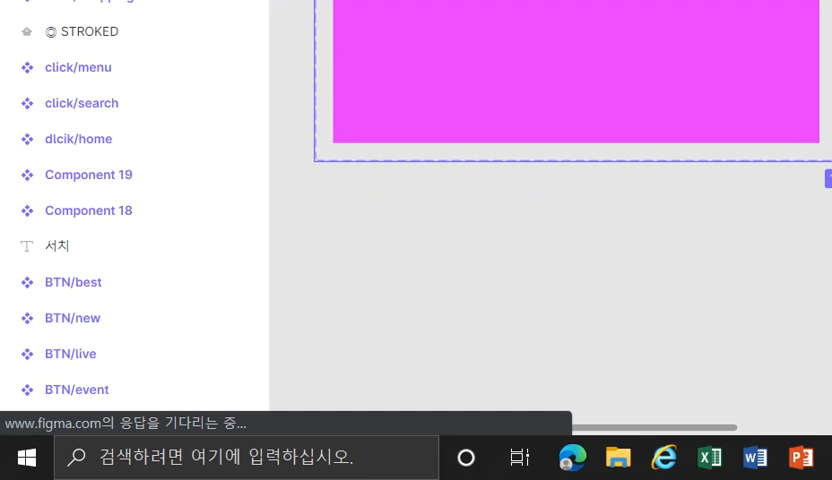 © STROKED
click/menu
click/search
dlcik/home
Component 19
Component 18
서치
BTN/best
BTN/new
BTN/live
BTN/event
www.figma.com의 응답을 기다리는 중...
검색하려면 여기에 입력하십시오.